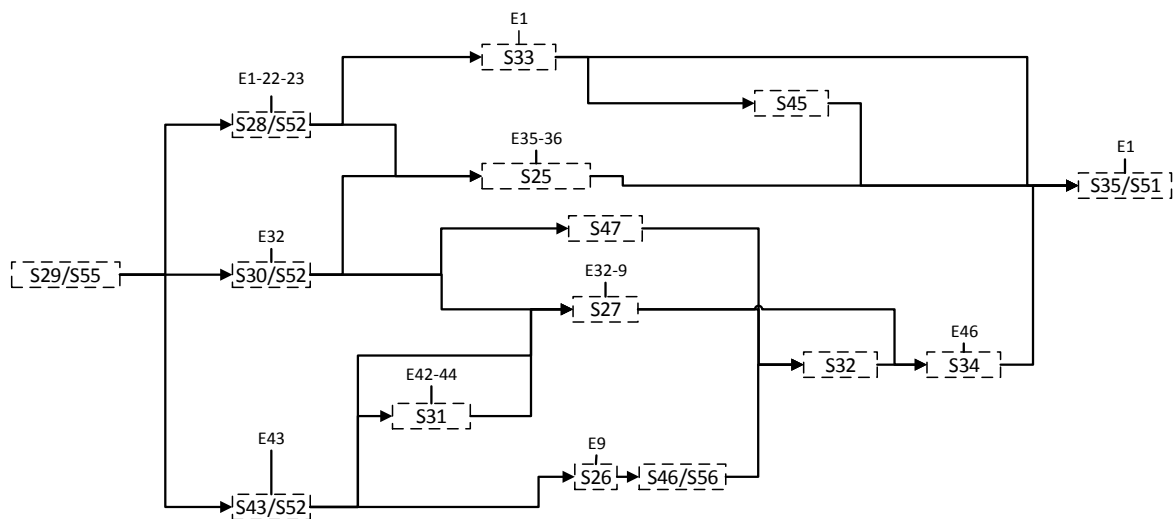 E1
S33
E1-22-23
S28/S52
S45
E35-36
S25
E1
S35/S51
S47
E32
S30/S52
S29/S55
E32-9
S27
E46
S32
S34
E42-44
S31
E43
E9
S26
S46/S56
S43/S52